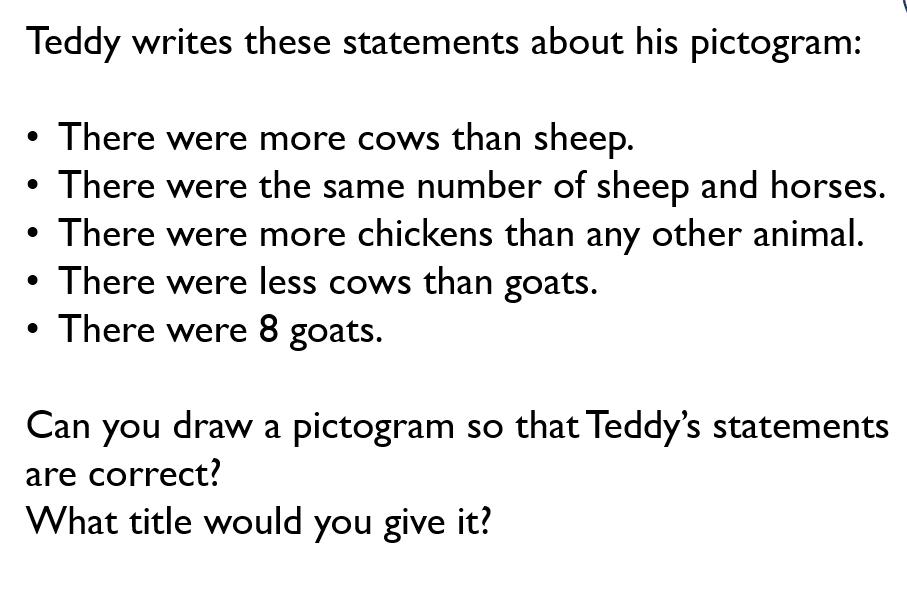 Teddy writes these statements about his pictogram:
• There were more cows than sheep.
• There were the same number of sheep and horses.
• There were more chickens than any other animal.
• There were less cows than goats.
• There were 8 goats.
Can you draw a pictogram so that Teddy’s statements
are correct?
What title would you give it?